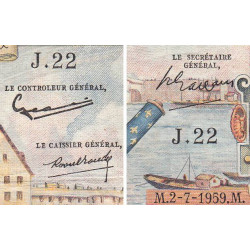 J.22
LE CONTROLEUR GÉNÉRAL,
LE CAISSIER GÉNÉRAL,
LE SECRÉTAIRE
GÉNÉRAL,
J.22
M.2-7-1959.M.